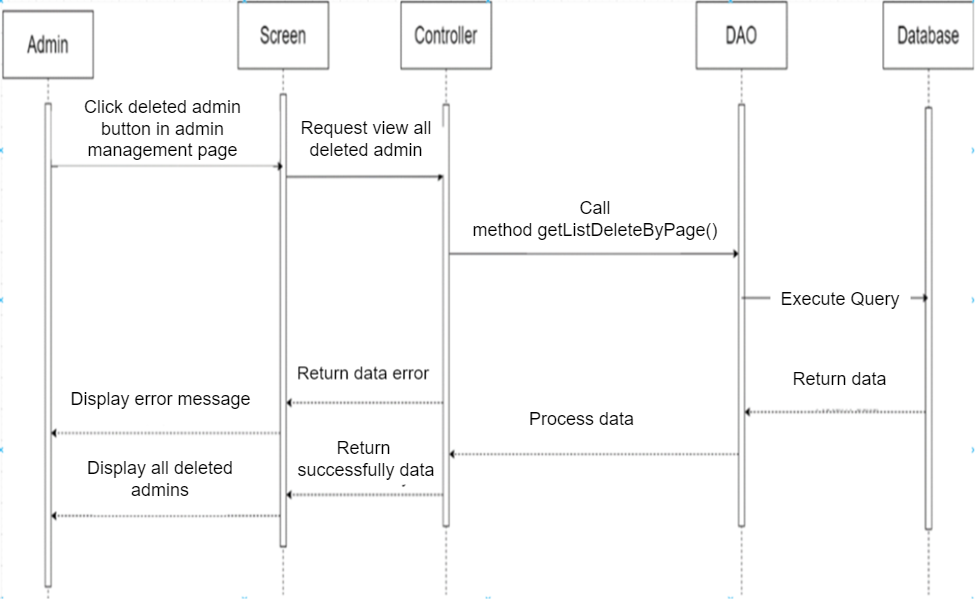 Admin
Screen
Controller
DAO
Database
Click deleted admin
button in admin
management page
Request view all
deleted admin
Call
method getListDeleteByPage()
Execute Query
Return data error
Return data
Display error message
Process data
Return
successfully data
Display all deleted
admins